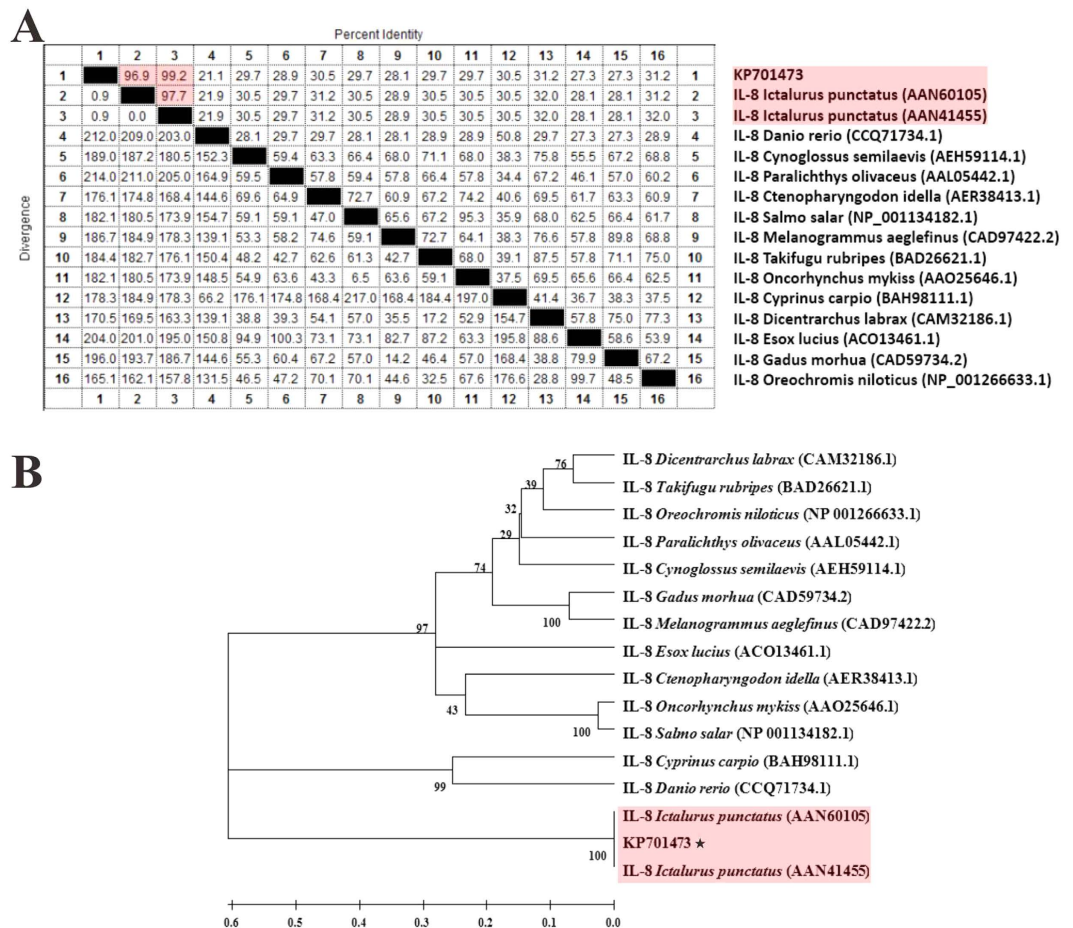 A
Percent Identity
1 2 3 4 5 6 7 8 9 10 11 12 13 14 15 16
1 96.9 99.2 21.1 29.7 28.9 30.5 29.7 28.1 29.7 29.7 30.5 31.2 27.3 27.3 31.2 1 KP701473
2 0.9 97.7 21.9 30.5 29.7 31.2 30.5 28.9 30.5 30.5 30.5 32.0 28.1 28.1 31.2 2 IL-8 Ictalurus punctatus (AAN60105)
3 0.9 0.0 21.9 30.5 29.7 31.2 30.5 28.9 30.5 30.5 30.5 32.0 28.1 28.1 32.0 3 IL-8 Ictalurus punctatus (AAN41455)
4 212.0 209.0 203.0 28.1 29.7 29.7 28.1 28.1 28.9 28.9 50.8 29.7 27.3 27.3 28.9 4 IL-8 Danio rerio (CCQ71734.1)
5 189.0 187.2 180.5 152.3 59.4 63.3 66.4 68.0 71.1 68.0 38.3 75.8 55.5 67.2 68.8 5 IL-8 Cynoglossus semilaevis (AEH59114.1)
6 214.0 211.0 205.0 164.9 59.5 57.8 59.4 57.8 66.4 57.8 34.4 67.2 46.1 57.0 60.2 6 IL-8 Paralichthys olivaceus (AAL05442.1)
7 176.1 174.8 168.4 144.6 69.6 64.9 72.7 60.9 67.2 74.2 40.6 69.5 61.7 63.3 60.9 7 IL-8 Ctenopharyngodon idella (AER38413.1)
8 182.1 180.5 173.9 154.7 59.1 59.1 47.0 65.6 67.2 95.3 35.9 68.0 62.5 66.4 61.7 8 IL-8 Salmo salar (NP_001134182.1)
9 186.7 184.9 178.3 139.1 53.3 58.2 74.6 59.1 72.7 64.1 38.3 76.6 57.8 89.8 68.8 9 IL-8 Melanogrammus aeglefinus (CAD97422.2)
10 184.4 182.7 176.1 150.4 48.2 42.7 62.6 61.3 42.7 68.0 39.1 87.5 57.8 71.1 75.0 10 IL-8 Takifugu rubripes (BAD26621.1)
11 182.1 180.5 173.9 148.5 54.9 63.6 43.3 6.5 63.6 59.1 37.5 69.5 65.6 66.4 62.5 11 IL-8 Oncorhynchus mykiss (AAO25646.1)
12 178.3 184.9 178.3 66.2 176.1 174.8 168.4 217.0 168.4 184.4 197.0 41.4 36.7 38.3 37.5 12 IL-8 Cyprinus carpio (BAH98111.1)
13 170.5 169.5 163.3 139.1 38.8 39.3 54.1 57.0 35.5 17.2 52.9 154.7 57.8 75.0 77.3 13 IL-8 Dicentrarchus labrax (CAM32186.1)
14 204.0 201.0 195.0 150.8 94.9 100.3 73.1 73.1 82.7 87.2 63.3 195.8 88.6 58.6 53.9 14 IL-8 Esox lucius (ACO13461.1)
15 196.0 193.7 186.7 144.6 55.3 60.4 67.2 57.0 14.2 46.4 57.0 168.4 38.8 79.9 67.2 15 IL-8 Gadus morhua (CAD59734.2)
16 165.1 162.1 157.8 131.5 46.5 47.2 70.1 70.1 44.6 32.5 67.6 176.6 28.8 99.7 48.5 16 IL-8 Oreochromis niloticus (NP_001266633.1)
1 2 3 4 5 6 7 8 9 10 11 12 13 14 15 16
Divergence
B
IL-8 Dicentrarchus labrax (CAM32186.1)
76
IL-8 Takifugu rubripes (BAD26621.1)
39
IL-8 Oreochromis niloticus (NP 001266633.1)
32
IL-8 Paralichthys olivaceus (AAL05442.1)
29
IL-8 Cynoglossus semilaevis (AEH59114.1)
74
IL-8 Gadus morhua (CAD59734.2)
100
IL-8 Melanogrammus aeglefinus (CAD97422.2)
97
IL-8 Esox lucius (ACO13461.1)
IL-8 Ctenopharyngodon idella (AER38413.1)
43
IL-8 Oncorhynchus mykiss (AAO25646.1)
100
IL-8 Salmo salar (NP 001134182.1)
IL-8 Cyprinus carpio (BAH98111.1)
99
IL-8 Danio rerio (CCQ71734.1)
IL-8 Ictalurus punctatus (AAN60105)
KP701473 ★
100
IL-8 Ictalurus punctatus (AAN41455)
0.6 0.5 0.4 0.3 0.2 0.1 0.0